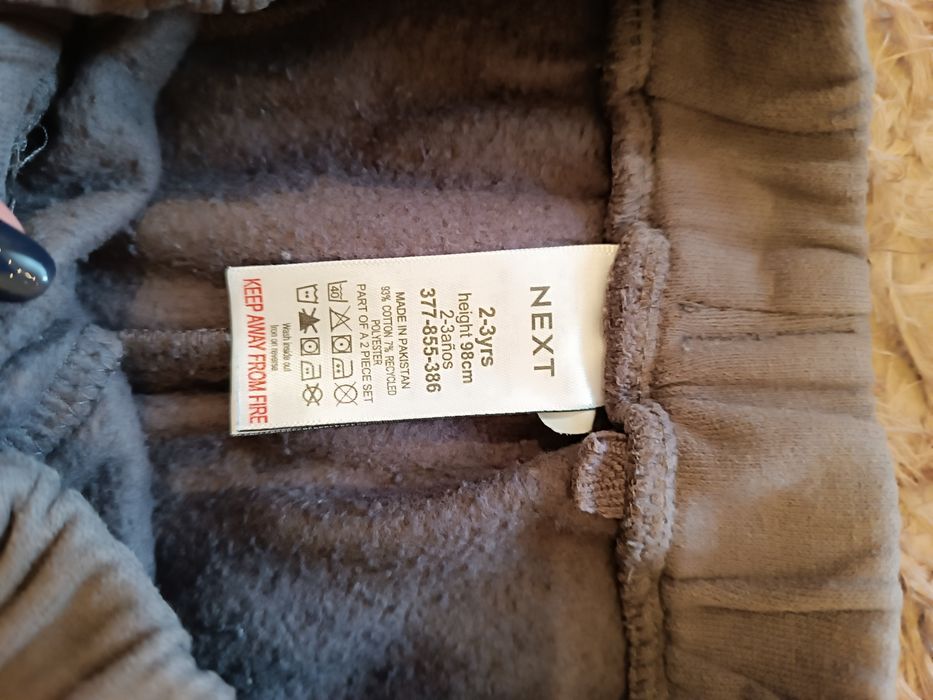 NEXT
2-3yrs
height 98cm
2-3años
377-855-386
MADE IN PAKISTAN
93% COTTON 7% RECYCLED
POLYESTER
PART OF A 2 PIECE SET
40
Wash inside out
Iron on reverse
KEEP AWAY FROM FIRE